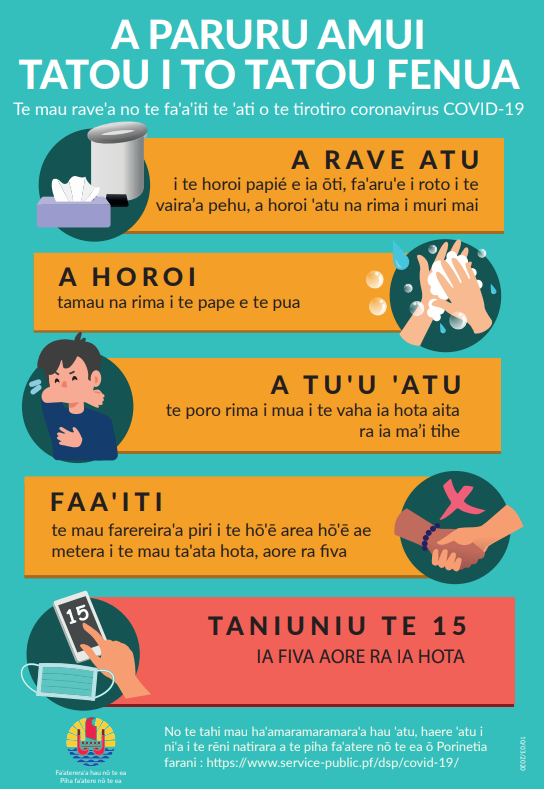 A PARURU AMUI
TATOU I TO TATOU FENUA
Te mau rave'a no te fa'a'iti te 'ati o te tirotiro coronavirus COVID-19
A RAVE ATU
i te horoi papié e ia ōti, fa'aru'e i roto i te
vaira'a pehu, a horoi 'atu na rima i muri mai
A HOROI
tamau na rima i te pape e te pua
A TU'U 'ATU
te poro rima i mua i te vaha ia hota aita
ra ia ma'i tihe
FAA'ITI
te mau farereira'a piri i te hō'ē area hō'ē ae
metera i te mau ta'ata hota, aore ra fiva
15
TANIUNIU TE 15
IA FIVA AORE RA IA HOTA
No te tahi mau ha'amaramaramara'a hau 'atu, haere 'atu i
ni'a i te rēni natirara a te piha fa'atere nō te ea ō Porinetia
farani : https://www.service-public.pf/dsp/covid-19/
Fa'aterera'a hau nō te ea
Piha fa'atere nō te ea
10/03/2020